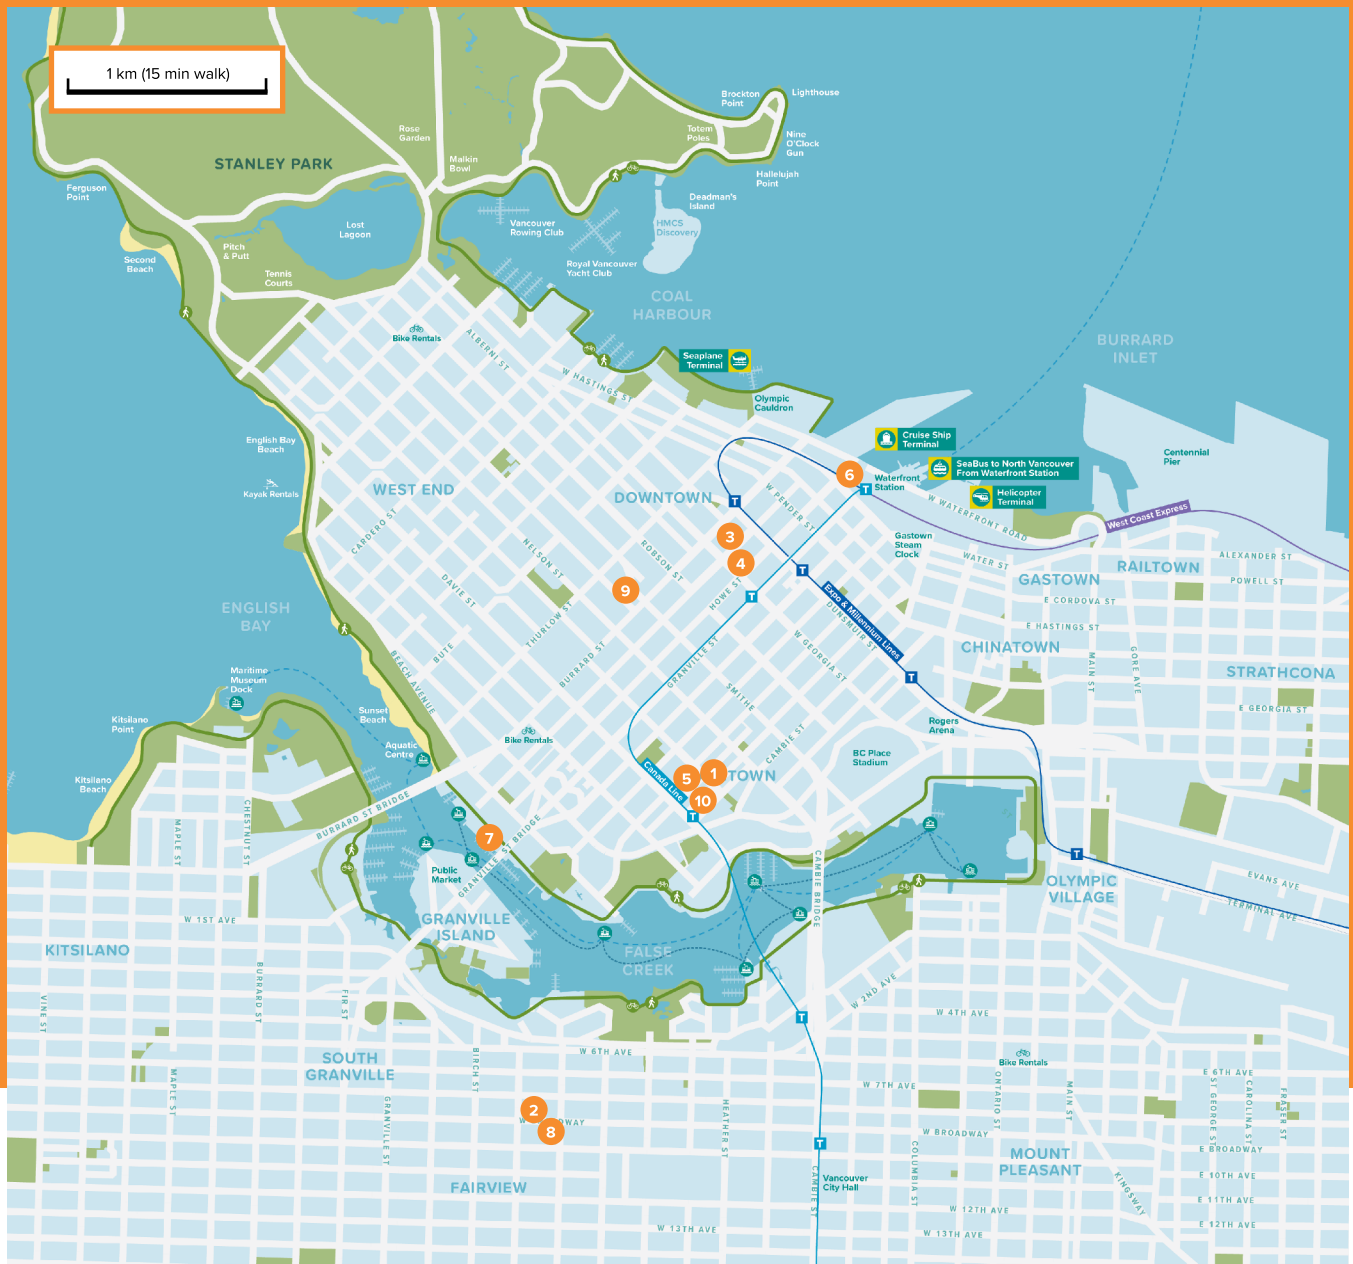 1 km (15 min walk)
Brockton
Point
Lighthouse
Rose
Garden
Totem
Poles
Nine
O'Clock
Gun
STANLEY PARK
Malkin
Bowl
Hallelujah
Point
Ferguson
Point
Deadman's
Island
Lost
Lagoon
Vancouver
Rowing Club
HMCS
Discovery
Pitch
& Putt
Second
Beach
Royal Vancouver
Yacht Club
Tennis
Courts
COAL
HARBOUR
Bike Rentals
ALBERNI ST
BURRARD
INLET
Seaplane
Terminal
W HASTINGS ST
Olympic
Cauldron
English Bay
Beach
Cruise Ship
Terminal
Centennial
Pier
SeaBus to North Vancouver
From Waterfront Station
6
Waterfront
Station
T
Kayak Rentals
WEST END
DOWNTOWN
T
W PENDER ST
Helicopter
Terminal
W WATERFRONT ROAD
West Coast Express
CARDERO ST
3
4
NELSON ST
ROBSON ST
Gastown
Steam
Clock
WATER ST
ALEXANDER ST
RAILTOWN
GASTOWN
POWELL ST
T
9
HOWE ST
T
DAVIE ST
THURLOW ST
Expo & Millennium Lines
DUNSMUIR ST
E CORDOVA ST
E HASTINGS ST
ENGLISH
BAY
BUTE
BURRARD ST
GRANVILLE ST
W GEORGIA ST
CHINATOWN
MAIN ST
GORE AVE
STRATHCONA
BEACH AVENUE
T
SMITHE
Maritime
Museum
Dock
E GEORGIA ST
Kitsilano
Point
Sunset
Beach
Bike Rentals
CAMBIE ST
Rogers
Arena
Aquatic
Centre
BC Place
Stadium
Kitsilano
Beach
Canada Line
5
1
TOWN
10
T
BURRARD ST BRIDGE
MAPLE ST
CHESTNUT ST
7
GRANVILLE ST BRIDGE
Public
Market
CAMBIE BRIDGE
T
OLYMPIC
VILLAGE
EVANS AVE
TERMINAL AVE
W 1ST AVE
GRANVILLE
ISLAND
KITSILANO
FALSE
CREEK
BURRARD ST
VINE ST
FIR ST
W 2ND AVE
W 4TH AVE
T
SOUTH
GRANVILLE
BIRCH ST
W 6TH AVE
Bike Rentals
MAPLE ST
W 7TH AVE
ONTARIO ST
MAIN ST
E 6TH AVE
ST GEORGE ST
CAROLINA ST
FRASER ST
GRANVILLE ST
2
8
HEATHER ST
W BROADWAY
T
COLUMBIA ST
MOUNT
PLEASANT
E BROADWAY
E 10TH AVE
KINGSWAY
FAIRVIEW
CAMBIE ST
Vancouver
City Hall
E 11TH AVE
W 12TH AVE
E 12TH AVE
W 13TH AVE
W 13TH AVE